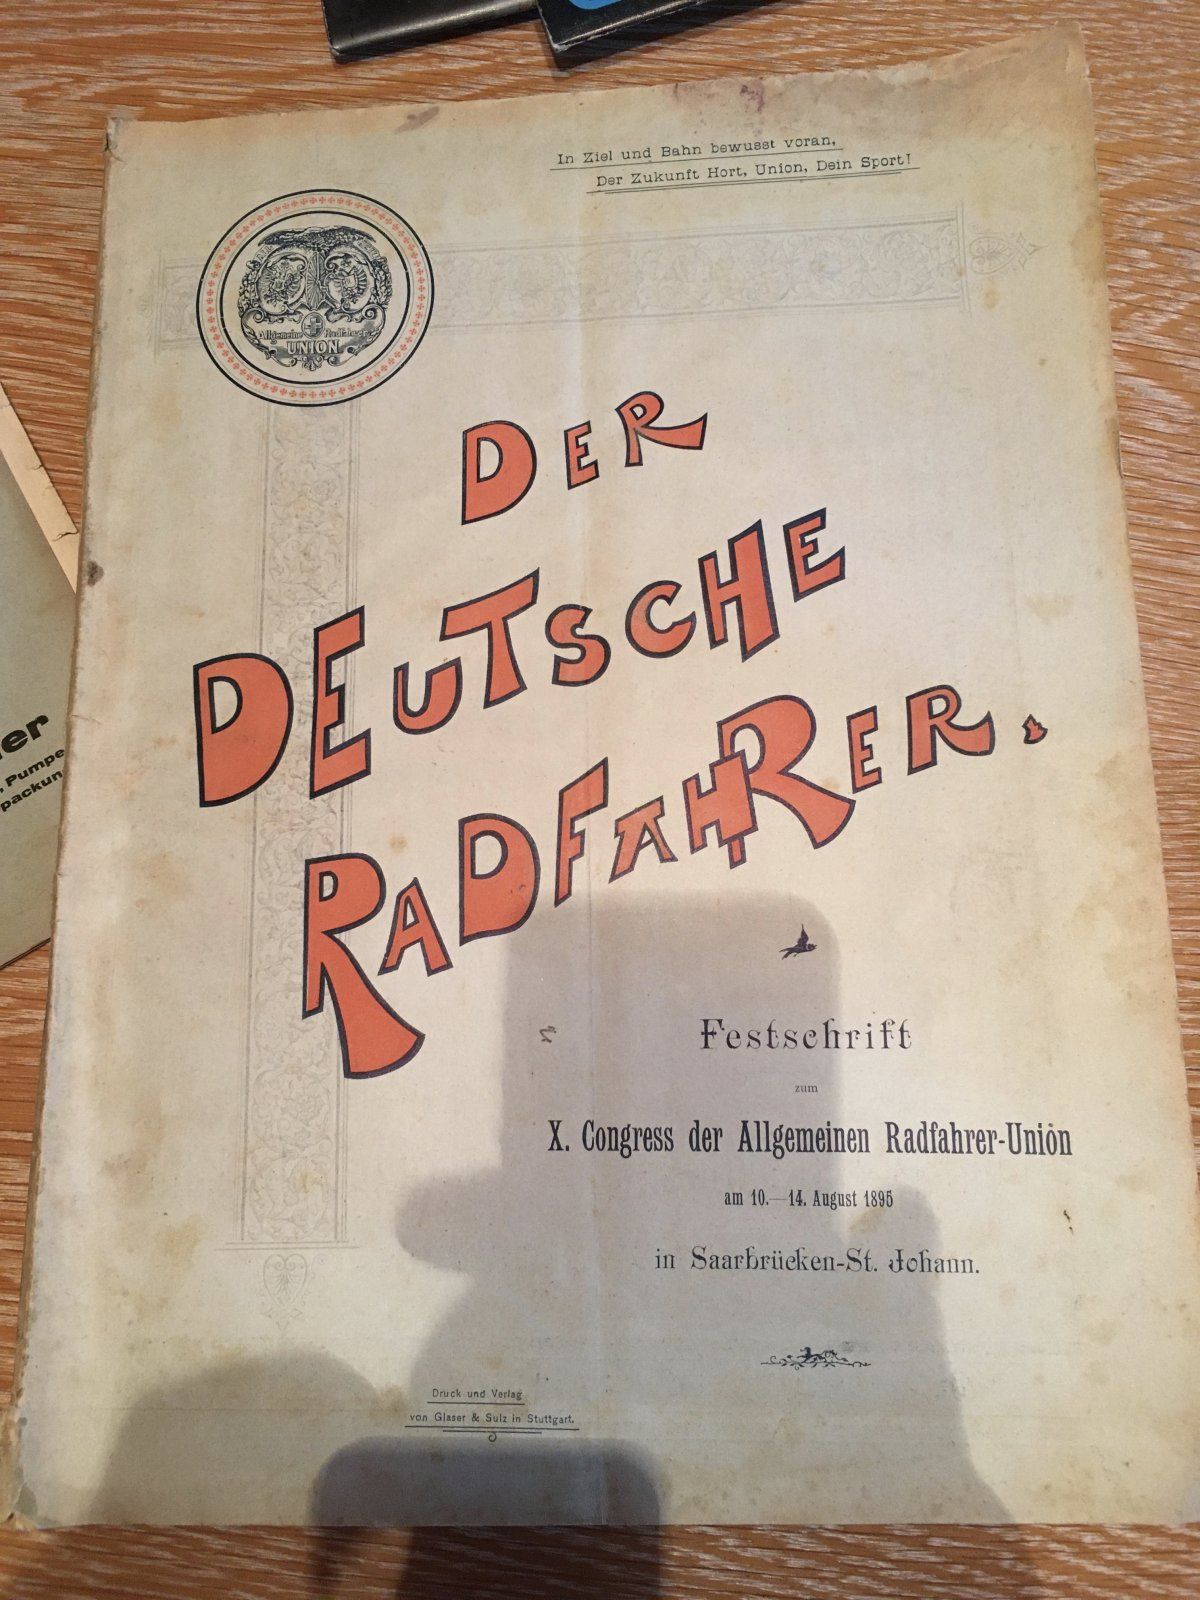 In Ziel und Bahn bewusst voran,
Der Zukunft Hort, Union, Dein Sport!
Allgemeine Radfahrer
UNION
DER
DEUTSCHE
RADFAHRER.
Festschrift
zum
X. Congress der Allgemeinen Radfahrer-Union
am 10.—14. August 1895
in Saarbrücken-St. Johann.
Druck und Verlag
von Glaser & Sulz in Stuttgart.
er
, Pumpe
packun